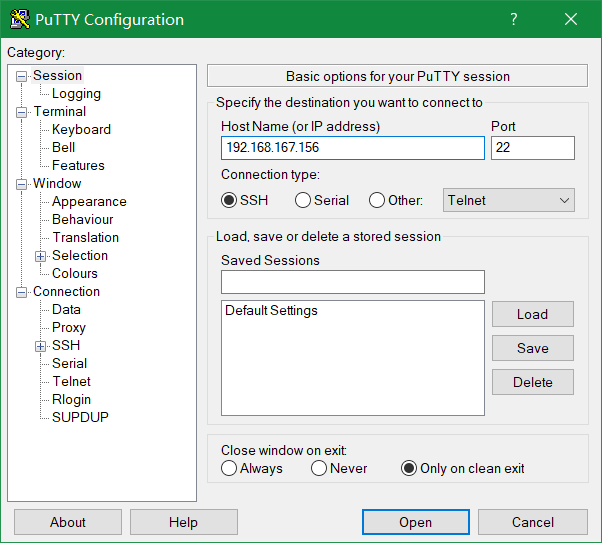 PuTTY Configuration
Category:
Session
Logging
Terminal
Keyboard
Bell
Features
Window
Appearance
Behaviour
Translation
Selection
Colours
Connection
Data
Proxy
SSH
Serial
Telnet
Rlogin
SUPDUP
Basic options for your PuTTY session
Specify the destination you want to connect to
Host Name (or IP address) Port
192.168.167.156 22
Connection type:
SSH Serial Other: Telnet
Load, save or delete a stored session
Saved Sessions
Default Settings
Load
Save
Delete
Close window on exit:
Always Never Only on clean exit
About Help Open Cancel